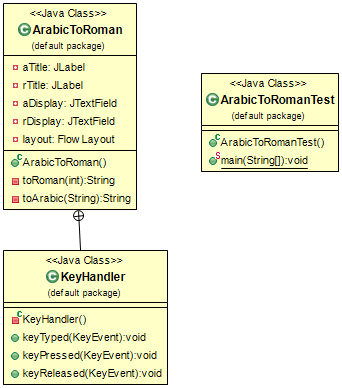 <<Java Class>>
ArabicToRoman
(default package)
aTitle: JLabel
rTitle: JLabel
aDisplay: JTextField
rDisplay: JTextField
layout: Flow Layout
ArabicToRoman()
toRoman(int):String
toArabic(String):String
<<Java Class>>
ArabicToRomanTest
(default package)
ArabicToRomanTest()
main(String[]):void
<<Java Class>>
KeyHandler
(default package)
KeyHandler()
keyTyped(KeyEvent):void
keyPressed(KeyEvent):void
keyReleased(KeyEvent):void